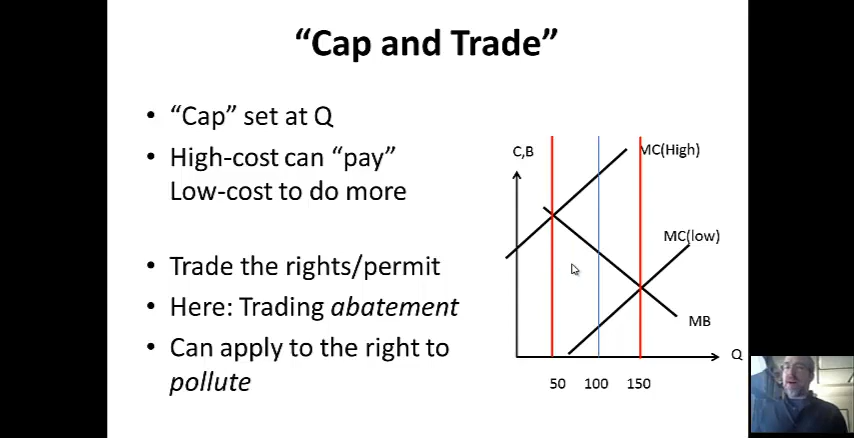 “Cap and Trade”
• “Cap” set at Q
• High-cost can “pay”
Low-cost to do more
• Trade the rights/permit
• Here: Trading abatement
• Can apply to the right to
pollute
C,B
MC(High)
MC(low)
MB
Q
50 100 150